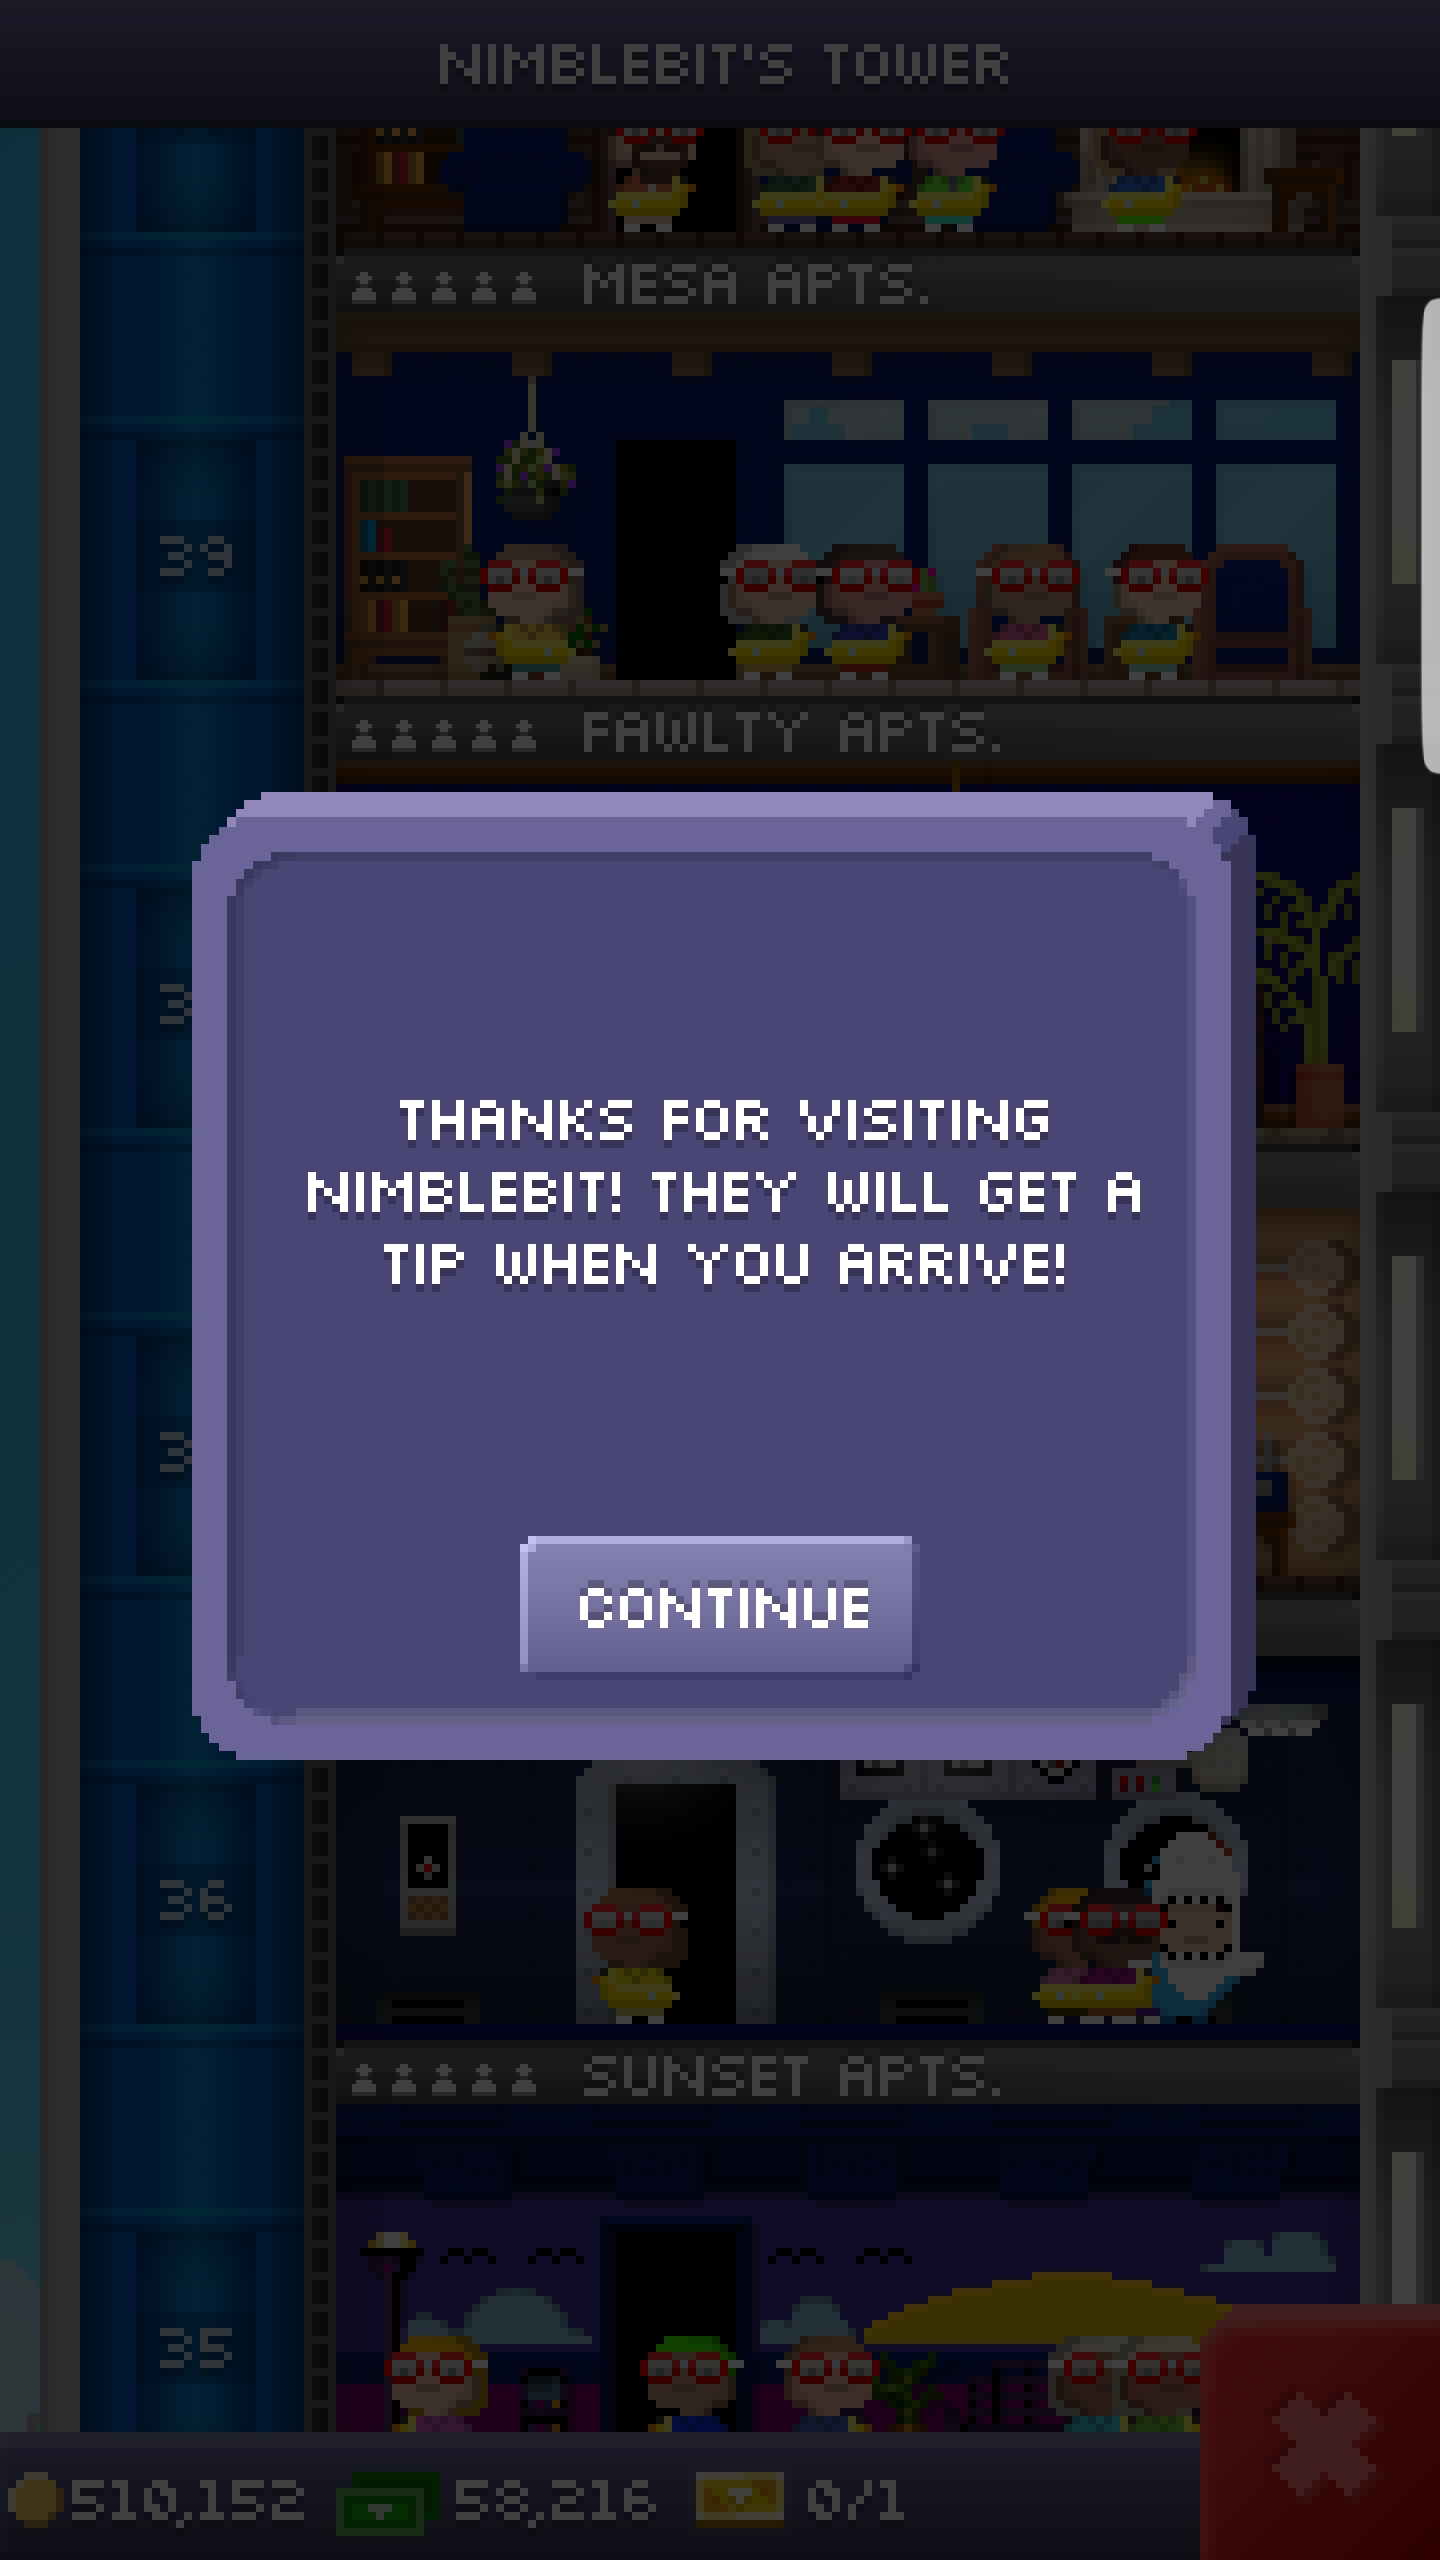 NIMBLEBIT'S TOWER
MESA APTS.
39
FAWLTY APTS.
THANKS FOR VISITING
NIMBLEBIT! THEY WILL GET A
TIP WHEN YOU ARRIVE!
CONTINUE
36
SUNSET APTS.
35
510,152 58,216 0/1